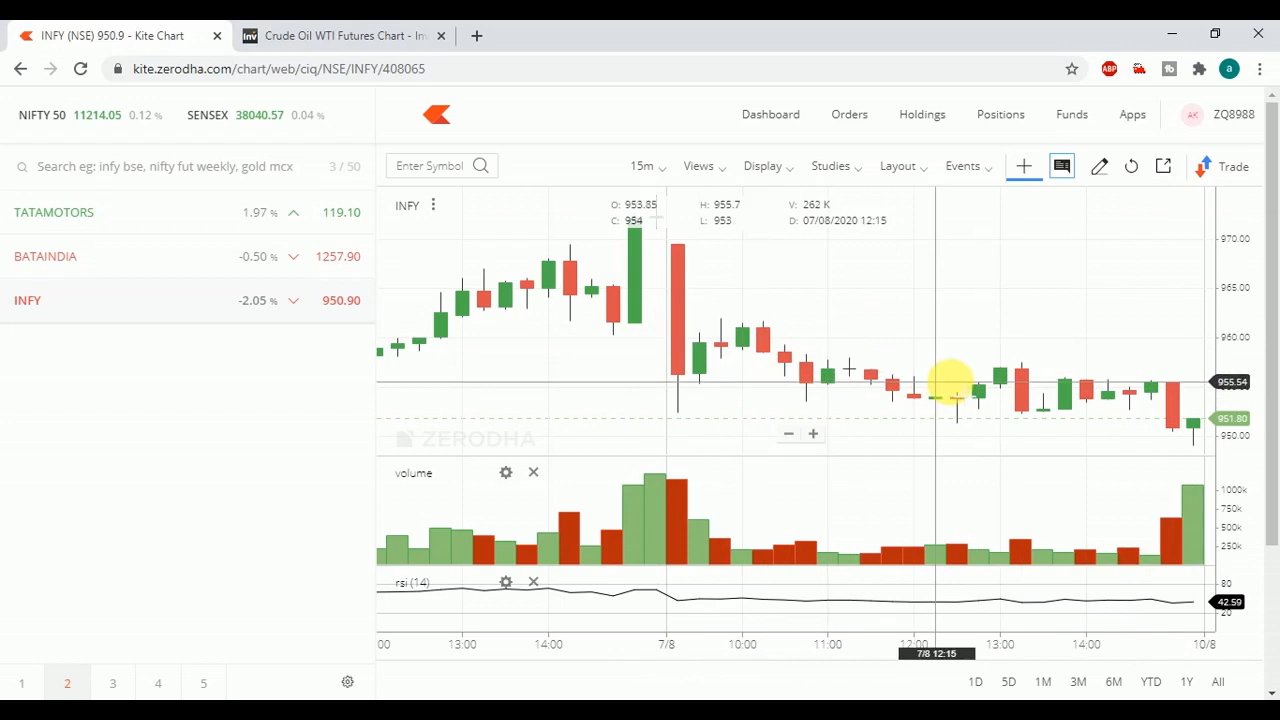 INFY (NSE) 950.9 - Kite Chart
Inv
Crude Oil WTI Futures Chart - Inv
kite.zerodha.com/chart/web/ciq/NSE/INFY/408065
ABP
a
NIFTY 50 11214.05 0.12 % SENSEX 38040.57 0.04 %
Dashboard Orders Holdings Positions Funds Apps AK ZQ8988
Search eg: infy bse, nifty fut weekly, gold mcx 3 / 50
Enter Symbol 15m Views Display Studies Layout Events Trade
TATAMOTORS 1.97 % 119.10
BATAINDIA -0.50 % 1257.90
INFY -2.05 % 950.90
INFY O: 953.85 H: 955.7 V: 262 K
C: 954 L: 953 D: 07/08/2020 12:15
970.00
965.00
960.00
955.54
951.80
950.00
ZERODHA
volume
1000k
750k
500k
250k
rsi (14)
80
42.59
20
:00 13:00 14:00 7/8 10:00 11:00 12:00 13:00 14:00 10/8
7/8 12:15
1 2 3 4 5
1D 5D 1M 3M 6M YTD 1Y All